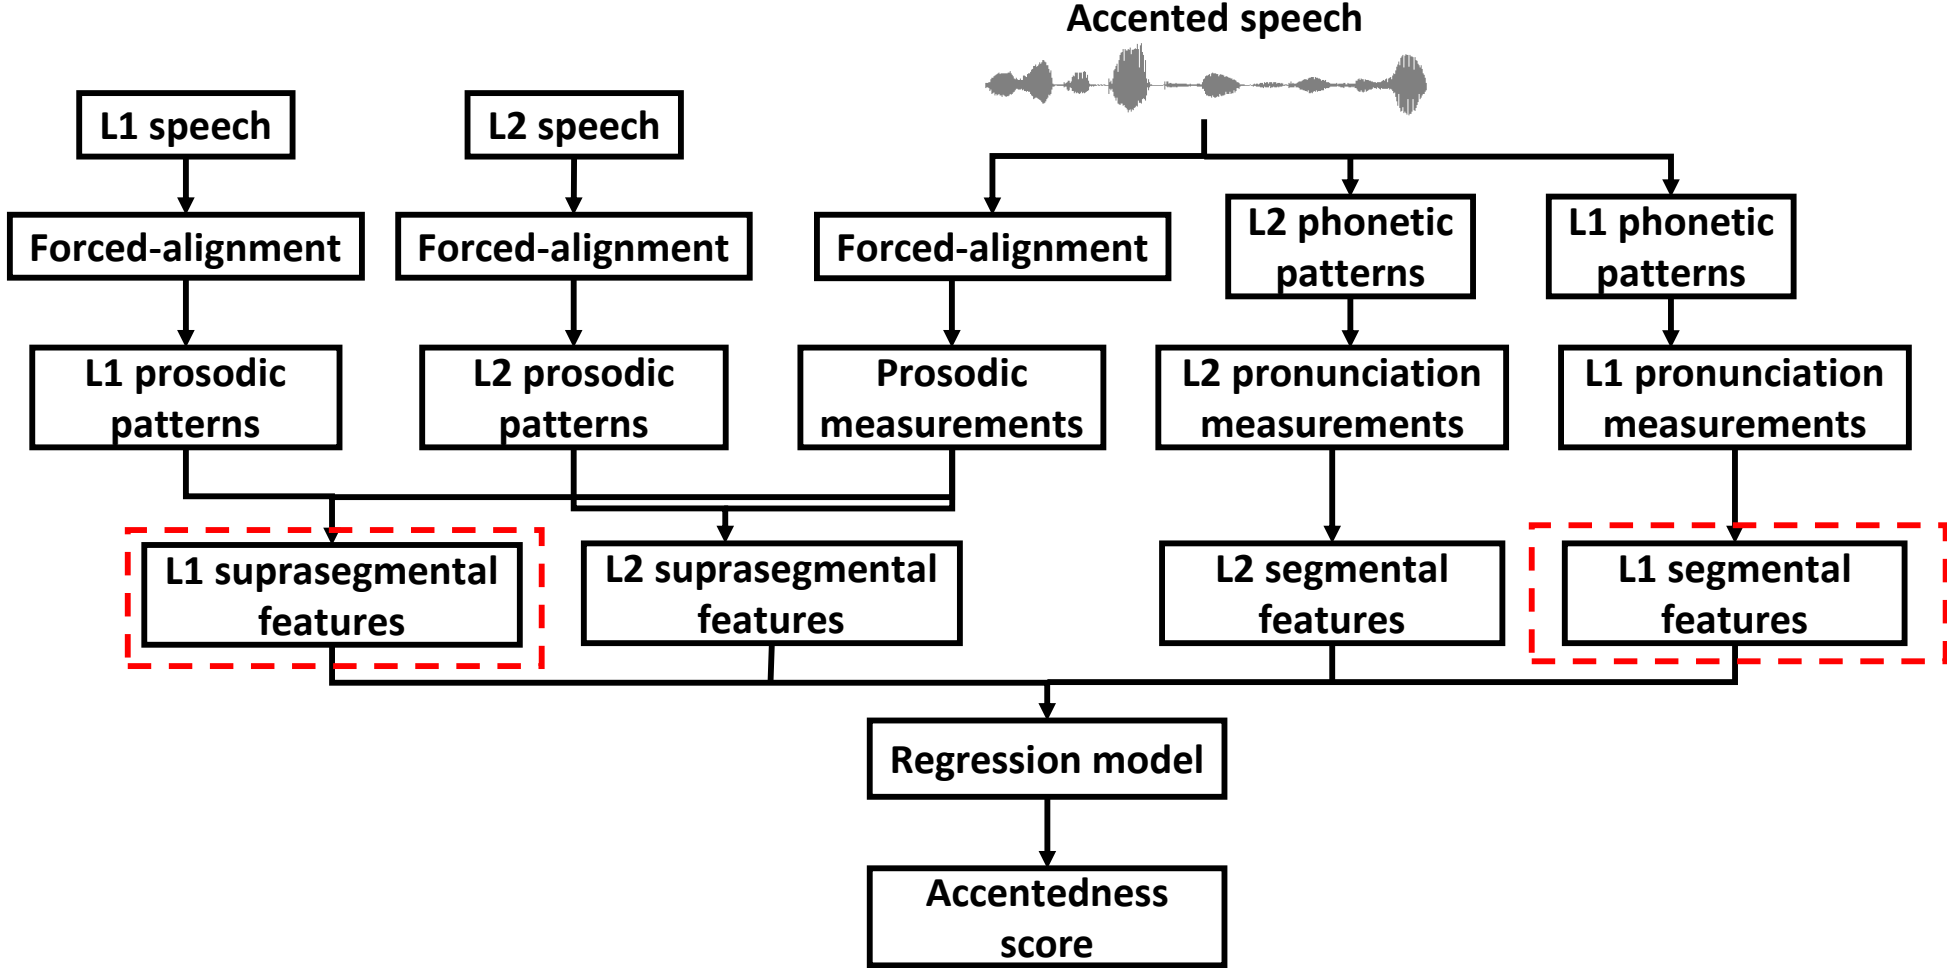 Accented speech
L1 speech
L2 speech
Forced-alignment
Forced-alignment
Forced-alignment
L2 phonetic
patterns
L1 phonetic
patterns
L1 prosodic
patterns
L2 prosodic
patterns
Prosodic
measurements
L2 pronunciation
measurements
L1 pronunciation
measurements
L1 suprasegmental
features
L2 suprasegmental
features
L2 segmental
features
L1 segmental
features
Regression model
Accentedness
score